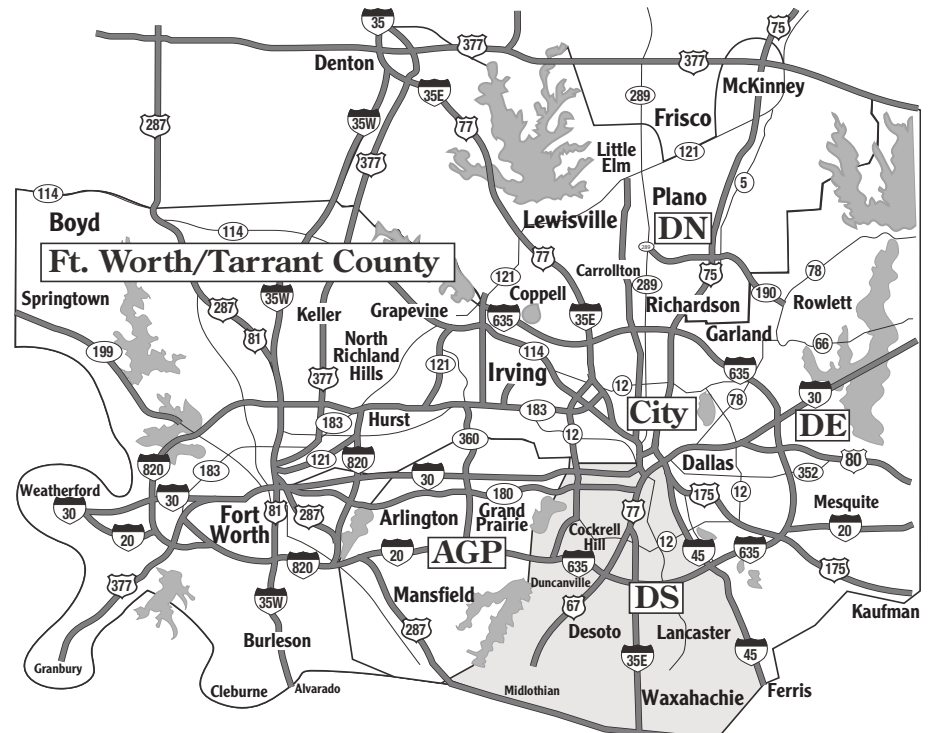 35
75
377
Denton
377
McKinney
35E
289
287
35W
77
Frisco
121
Little
Elm
377
5
114
Plano
Boyd
Lewisville
DN
114
289
77
Ft. Worth/Tarrant County
Carrollton
75
78
121
289
190
Springtown
35W
Coppell
Richardson
Rowlett
287
Keller
Grapevine
635
35E
Garland
81
North
Richland
Hills
66
199
114
121
Irving
635
377
12
78
30
183
City
DE
Hurst
183
12
360
121
820
820
183
Dallas
80
30
352
Weatherford
30
30
180
175
12
Mesquite
81
287
Arlington
Grand
Prairie
77
20
Fort
Worth
Cockrell
Hill
20
20
AGP
12
45
635
820
635
175
377
Duncanville
DS
35W
Mansfield
67
Kaufman
287
Desoto
Lancaster
Burleson
35E
45
Granbury
Cleburne
Alvarado
Midlothian
Waxahachie
Ferris